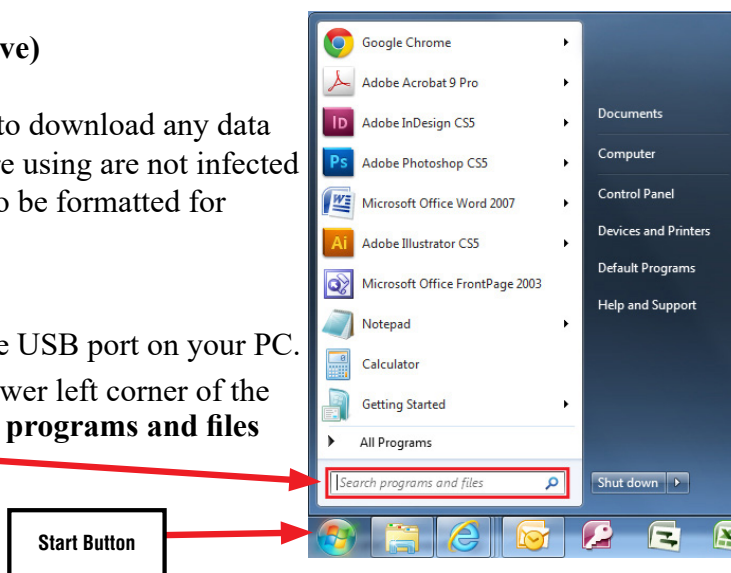 ve)
to download any data
e using are not infected
o be formatted for
e USB port on your PC.
wer left corner of the
programs and files
Start Button
Google Chrome
Adobe Acrobat 9 Pro
ID Adobe InDesign CS5
Ps Adobe Photoshop CS5
Microsoft Office Word 2007
Ai Adobe Illustrator CS5
Microsoft Office FrontPage 2003
Notepad
Calculator
Getting Started
All Programs
Search programs and files
Documents
Computer
Control Panel
Devices and Printers
Default Programs
Help and Support
Shut down